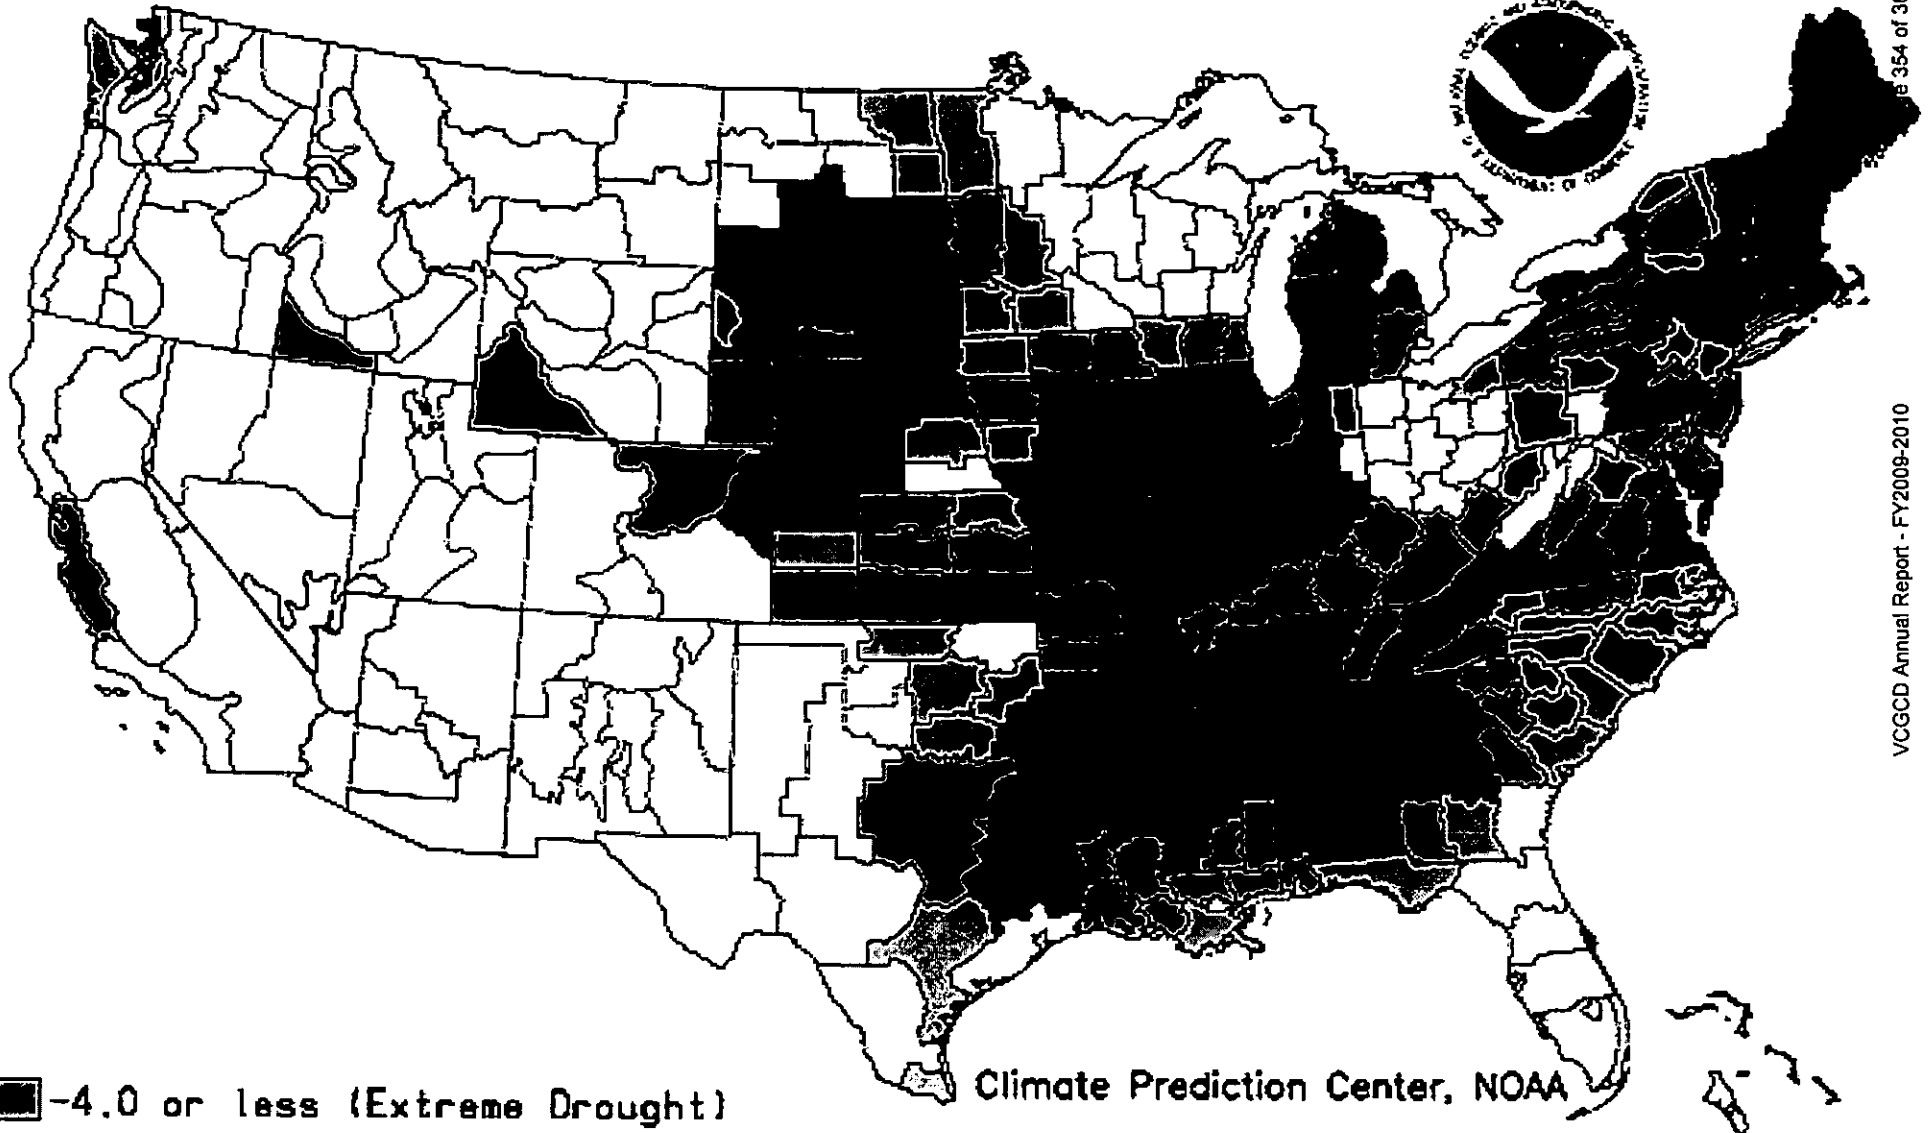 -4.0 or less (Extreme Drought)
Climate Prediction Center, NOAA
VCGCD Annual Report - FY2009-2010
354 of